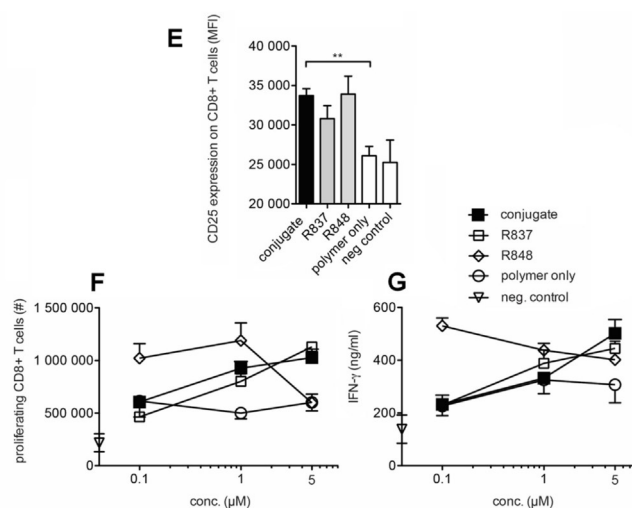 E
CD25 expression on CD8+ T cells (MFI)
40 000
35 000
30 000
25 000
20 000
**
conjugate
R837
R848
polymer only
neg control
conjugate
R837
R848
polymer only
neg. control
F
proliferating CD8+ T cells (#)
1 500 000
1 000 000
500 000
0
0.1
1
5
conc. (µM)
G
IFN-γ (ng/ml)
600
400
200
0
0.1
1
5
conc. (µM)